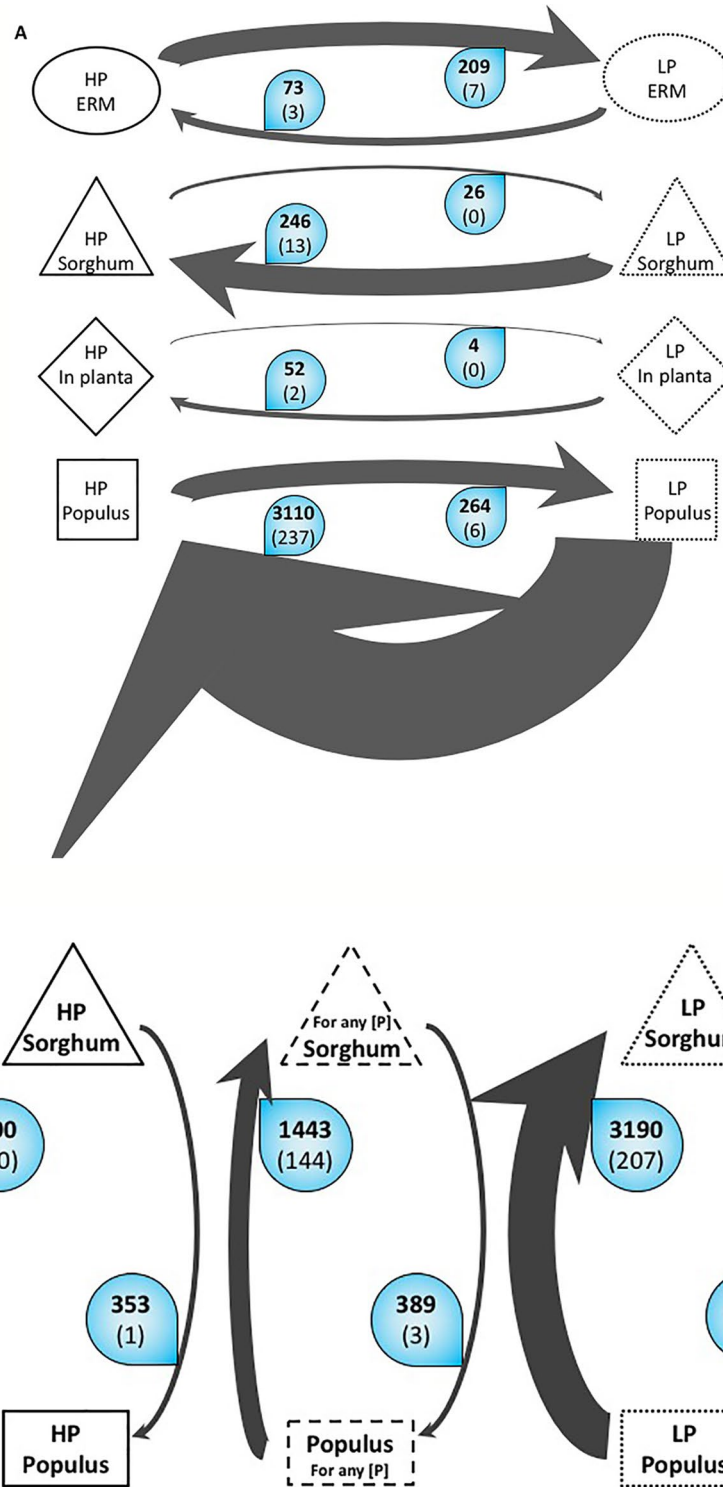 A
HP
ERM
73
(3)
209
(7)
LP
ERM
HP
Sorghum
246
(13)
26
(0)
LP
Sorghum
HP
In planta
52
(2)
4
(0)
LP
In planta
HP
Populus
3110
(237)
264
(6)
LP
Populus
HP
Sorghum
For any [P]
Sorghum
LP
1443
(144)
3190
(207)
353
(1)
389
(3)
HP
Populus
Populus
For any [P]
LP